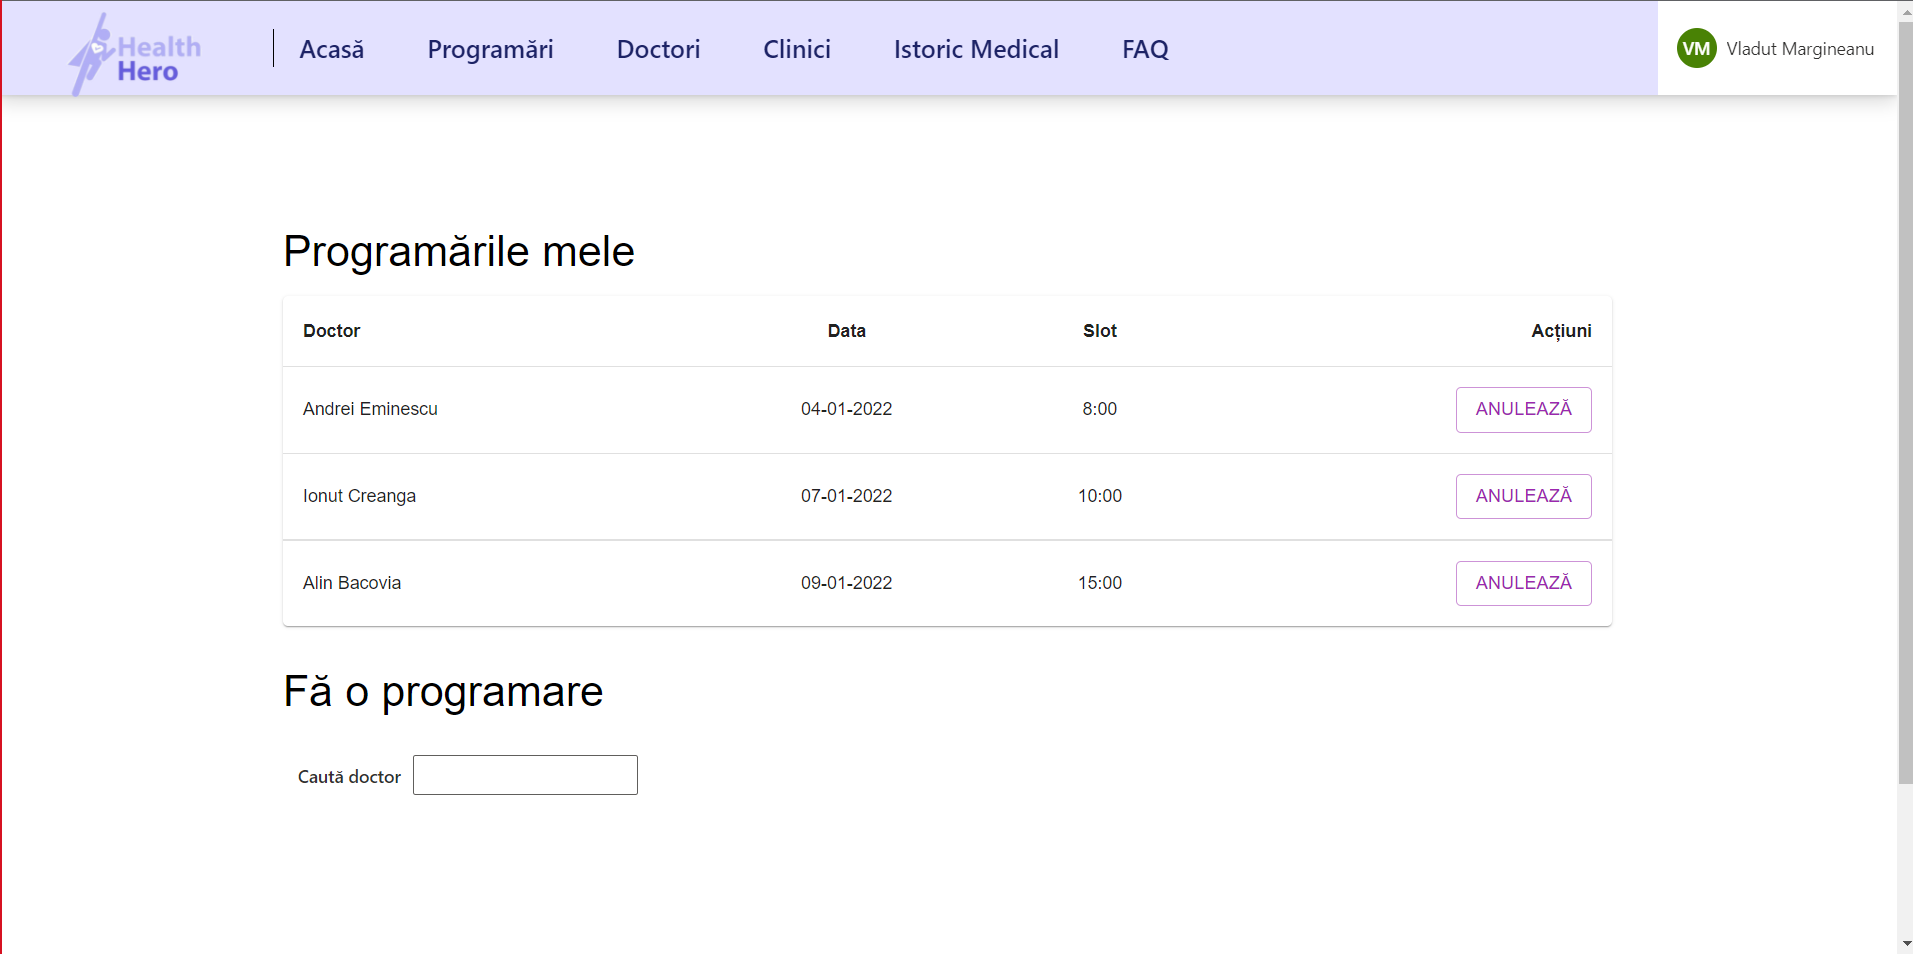 Health
Hero
Acasă Programări Doctori Clinici Istoric Medical FAQ
VM Vladut Margineanu
Programările mele
Doctor Data Slot Acțiuni
Andrei Eminescu 04-01-2022 8:00 ANULEAZĂ
Ionut Creanga 07-01-2022 10:00 ANULEAZĂ
Alin Bacovia 09-01-2022 15:00 ANULEAZĂ
Fă o programare
Caută doctor